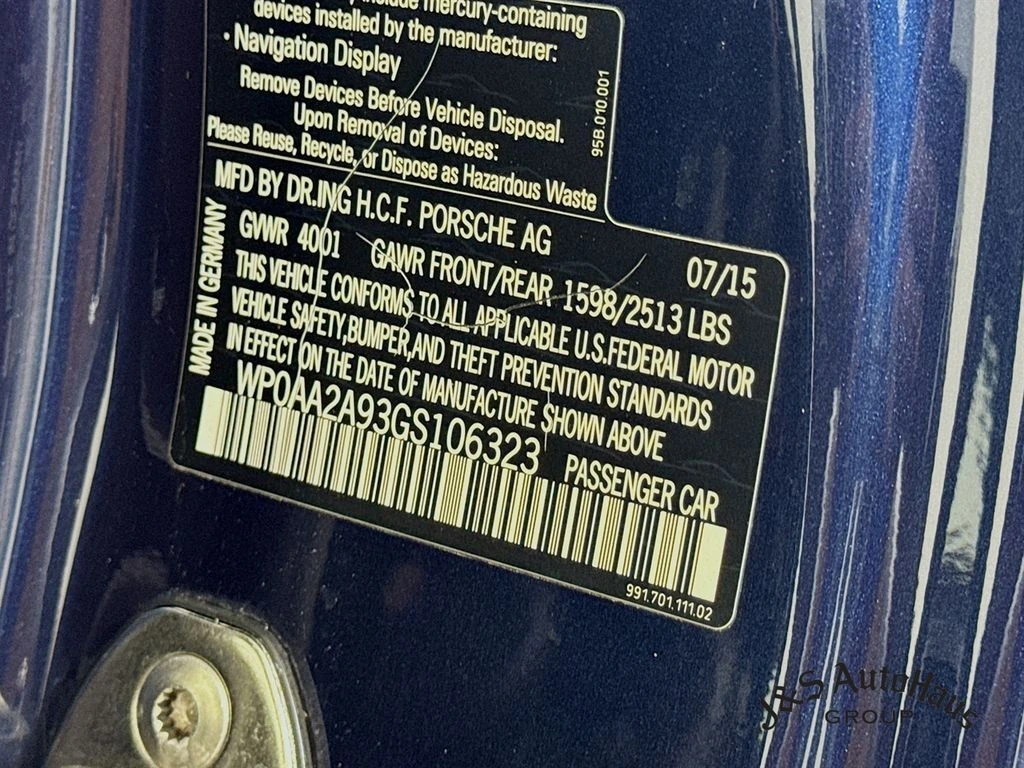 include mercury-containing
devices installed by the manufacturer:
• Navigation Display
Remove Devices Before Vehicle Disposal.
Upon Removal of Devices:
Please Reuse, Recycle, or Dispose as Hazardous Waste
95B.010.001
MFD BY DR.ING H.C.F. PORSCHE AG
07/15
GWWR 4001 GAWR FRONT/REAR 1598/2513 LBS
THIS VEHICLE CONFORMS TO ALL APPLICABLE U.S.FEDERAL MOTOR
VEHICLE SAFETY,BUMPER,AND THEFT PREVENTION STANDARDS
IN EFFECT ON THE DATE OF MANUFACTURE SHOWN ABOVE
MADE IN GERMANY
WP0AA2A93GS106323
PASSENGER CAR
991.701.111.02
J&S AutoHaus
GROUP